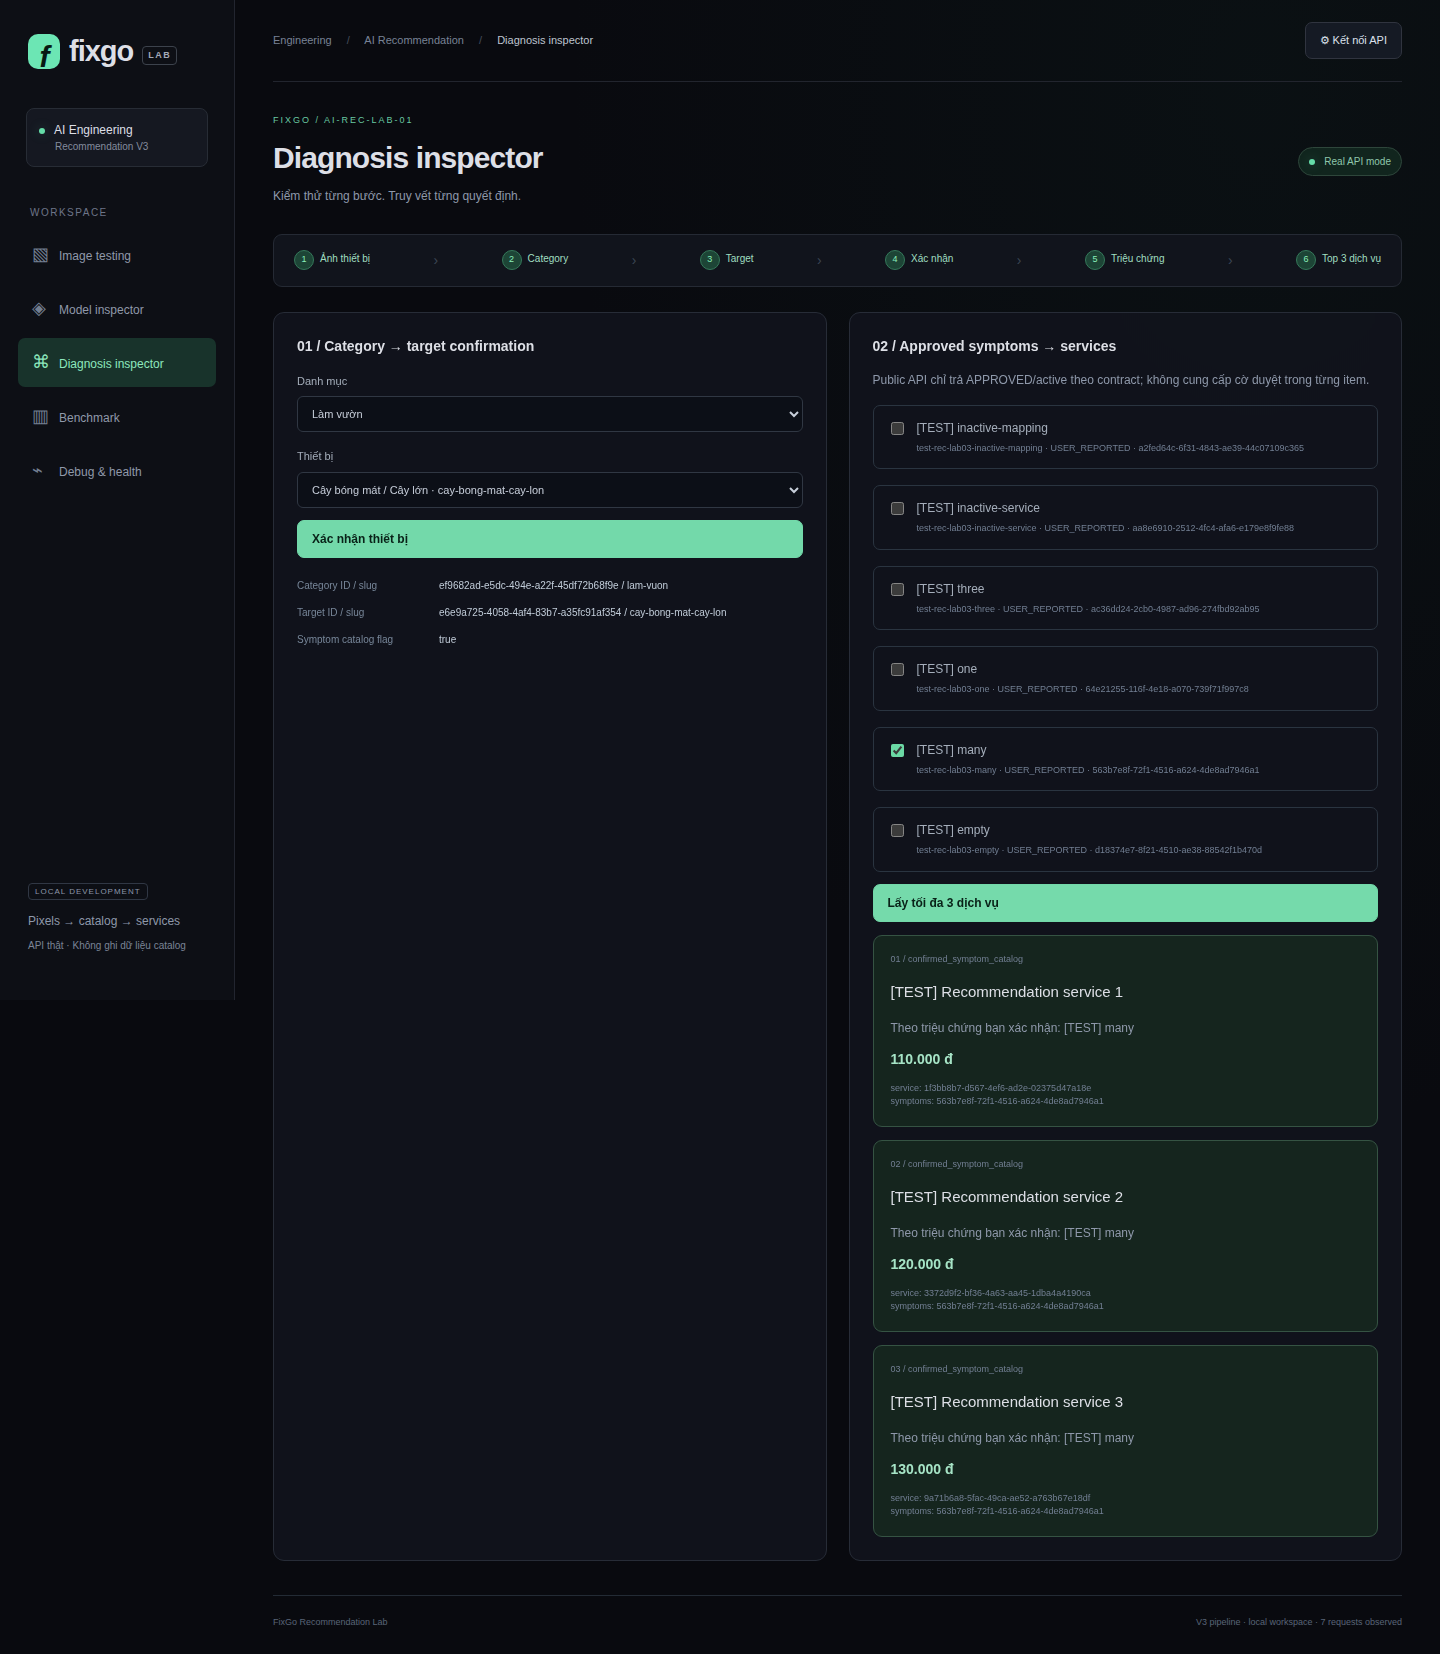 fixgo LAB
AI Engineering
Recommendation V3
WORKSPACE
Image testing
Model inspector
Diagnosis inspector
Benchmark
Debug & health
LOCAL DEVELOPMENT
Pixels → catalog → services
API thật · Không ghi dữ liệu catalog
Engineering / AI Recommendation / Diagnosis inspector
⚙ Kết nối API
FIXGO / AI-REC-LAB-01
Diagnosis inspector
Real API mode
Kiểm thử từng bước. Truy vết từng quyết định.
1 Ảnh thiết bị › 2 Category › 3 Target › 4 Xác nhận › 5 Triệu chứng › 6 Top 3 dịch vụ
01 / Category → target confirmation
Danh mục
Làm vườn
Thiết bị
Cây bóng mát / Cây lớn · cay-bong-mat-cay-lon
Xác nhận thiết bị
Category ID / slug ef9682ad-e5dc-494e-a22f-45df72b68f9e / lam-vuon
Target ID / slug e6e9a725-4058-4af4-83b7-a35fc91af354 / cay-bong-mat-cay-lon
Symptom catalog flag true
02 / Approved symptoms → services
Public API chỉ trả APPROVED/active theo contract; không cung cấp cờ duyệt trong từng item.
[TEST] inactive-mapping
test-rec-lab03-inactive-mapping · USER_REPORTED · a2fed64c-6f31-4843-ae39-44c07109c365
[TEST] inactive-service
test-rec-lab03-inactive-service · USER_REPORTED · aa8e6910-2512-4fc4-afa6-e179e8f9fe88
[TEST] three
test-rec-lab03-three · USER_REPORTED · ac36dd24-2cb0-4987-ad96-274fbd92ab95
[TEST] one
test-rec-lab03-one · USER_REPORTED · 64e21255-116f-4e18-a070-739f71f997c8
[TEST] many
test-rec-lab03-many · USER_REPORTED · 563b7e8f-72f1-4516-a624-4de8ad7946a1
[TEST] empty
test-rec-lab03-empty · USER_REPORTED · d18374e7-8f21-4510-ae38-88542f1b470d
Lấy tối đa 3 dịch vụ
01 / confirmed_symptom_catalog
[TEST] Recommendation service 1
Theo triệu chứng bạn xác nhận: [TEST] many
110.000 đ
service: 1f3bb8b7-d567-4ef6-ad2e-02375d47a18e
symptoms: 563b7e8f-72f1-4516-a624-4de8ad7946a1
02 / confirmed_symptom_catalog
[TEST] Recommendation service 2
Theo triệu chứng bạn xác nhận: [TEST] many
120.000 đ
service: 3372d9f2-bf36-4a63-aa45-1dba4a4190ca
symptoms: 563b7e8f-72f1-4516-a624-4de8ad7946a1
03 / confirmed_symptom_catalog
[TEST] Recommendation service 3
Theo triệu chứng bạn xác nhận: [TEST] many
130.000 đ
service: 9a71b6a8-5fac-49ca-ae52-a763b67e18df
symptoms: 563b7e8f-72f1-4516-a624-4de8ad7946a1
FixGo Recommendation Lab
V3 pipeline · local workspace · 7 requests observed